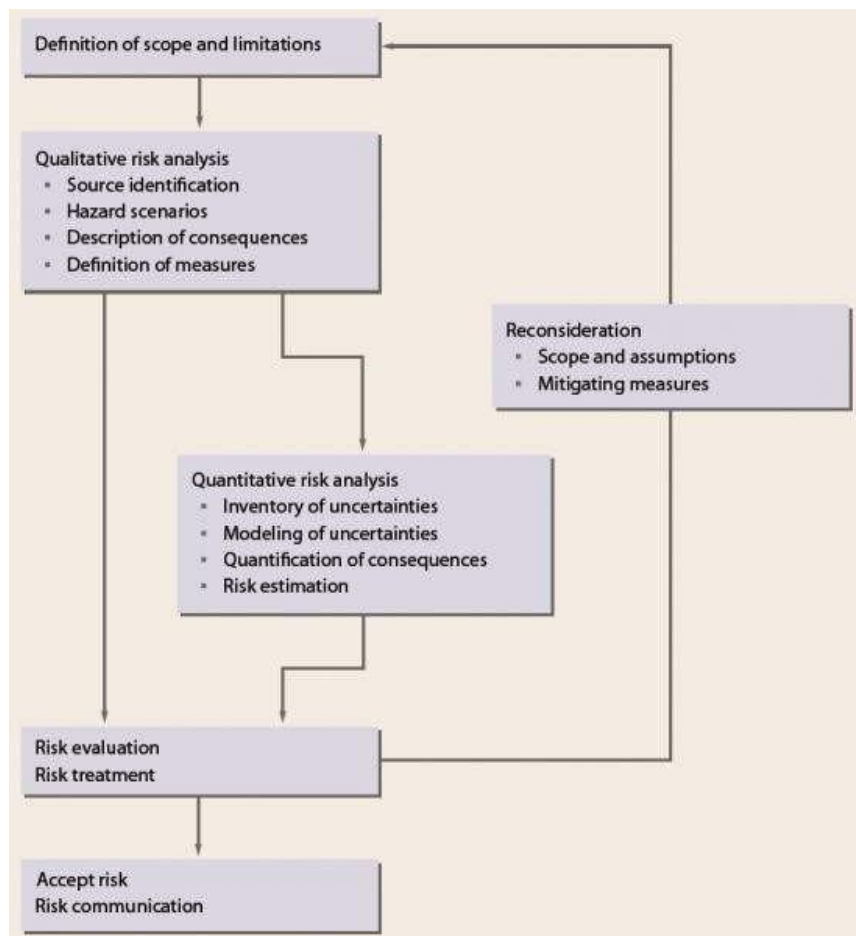 Definition of scope and limitations
Qualitative risk analysis
▪ Source identification
▪ Hazard scenarios
▪ Description of consequences
▪ Definition of measures
Reconsideration
▪ Scope and assumptions
▪ Mitigating measures
Quantitative risk analysis
▪ Inventory of uncertainties
▪ Modeling of uncertainties
▪ Quantification of consequences
▪ Risk estimation
Risk evaluation
Risk treatment
Accept risk
Risk communication